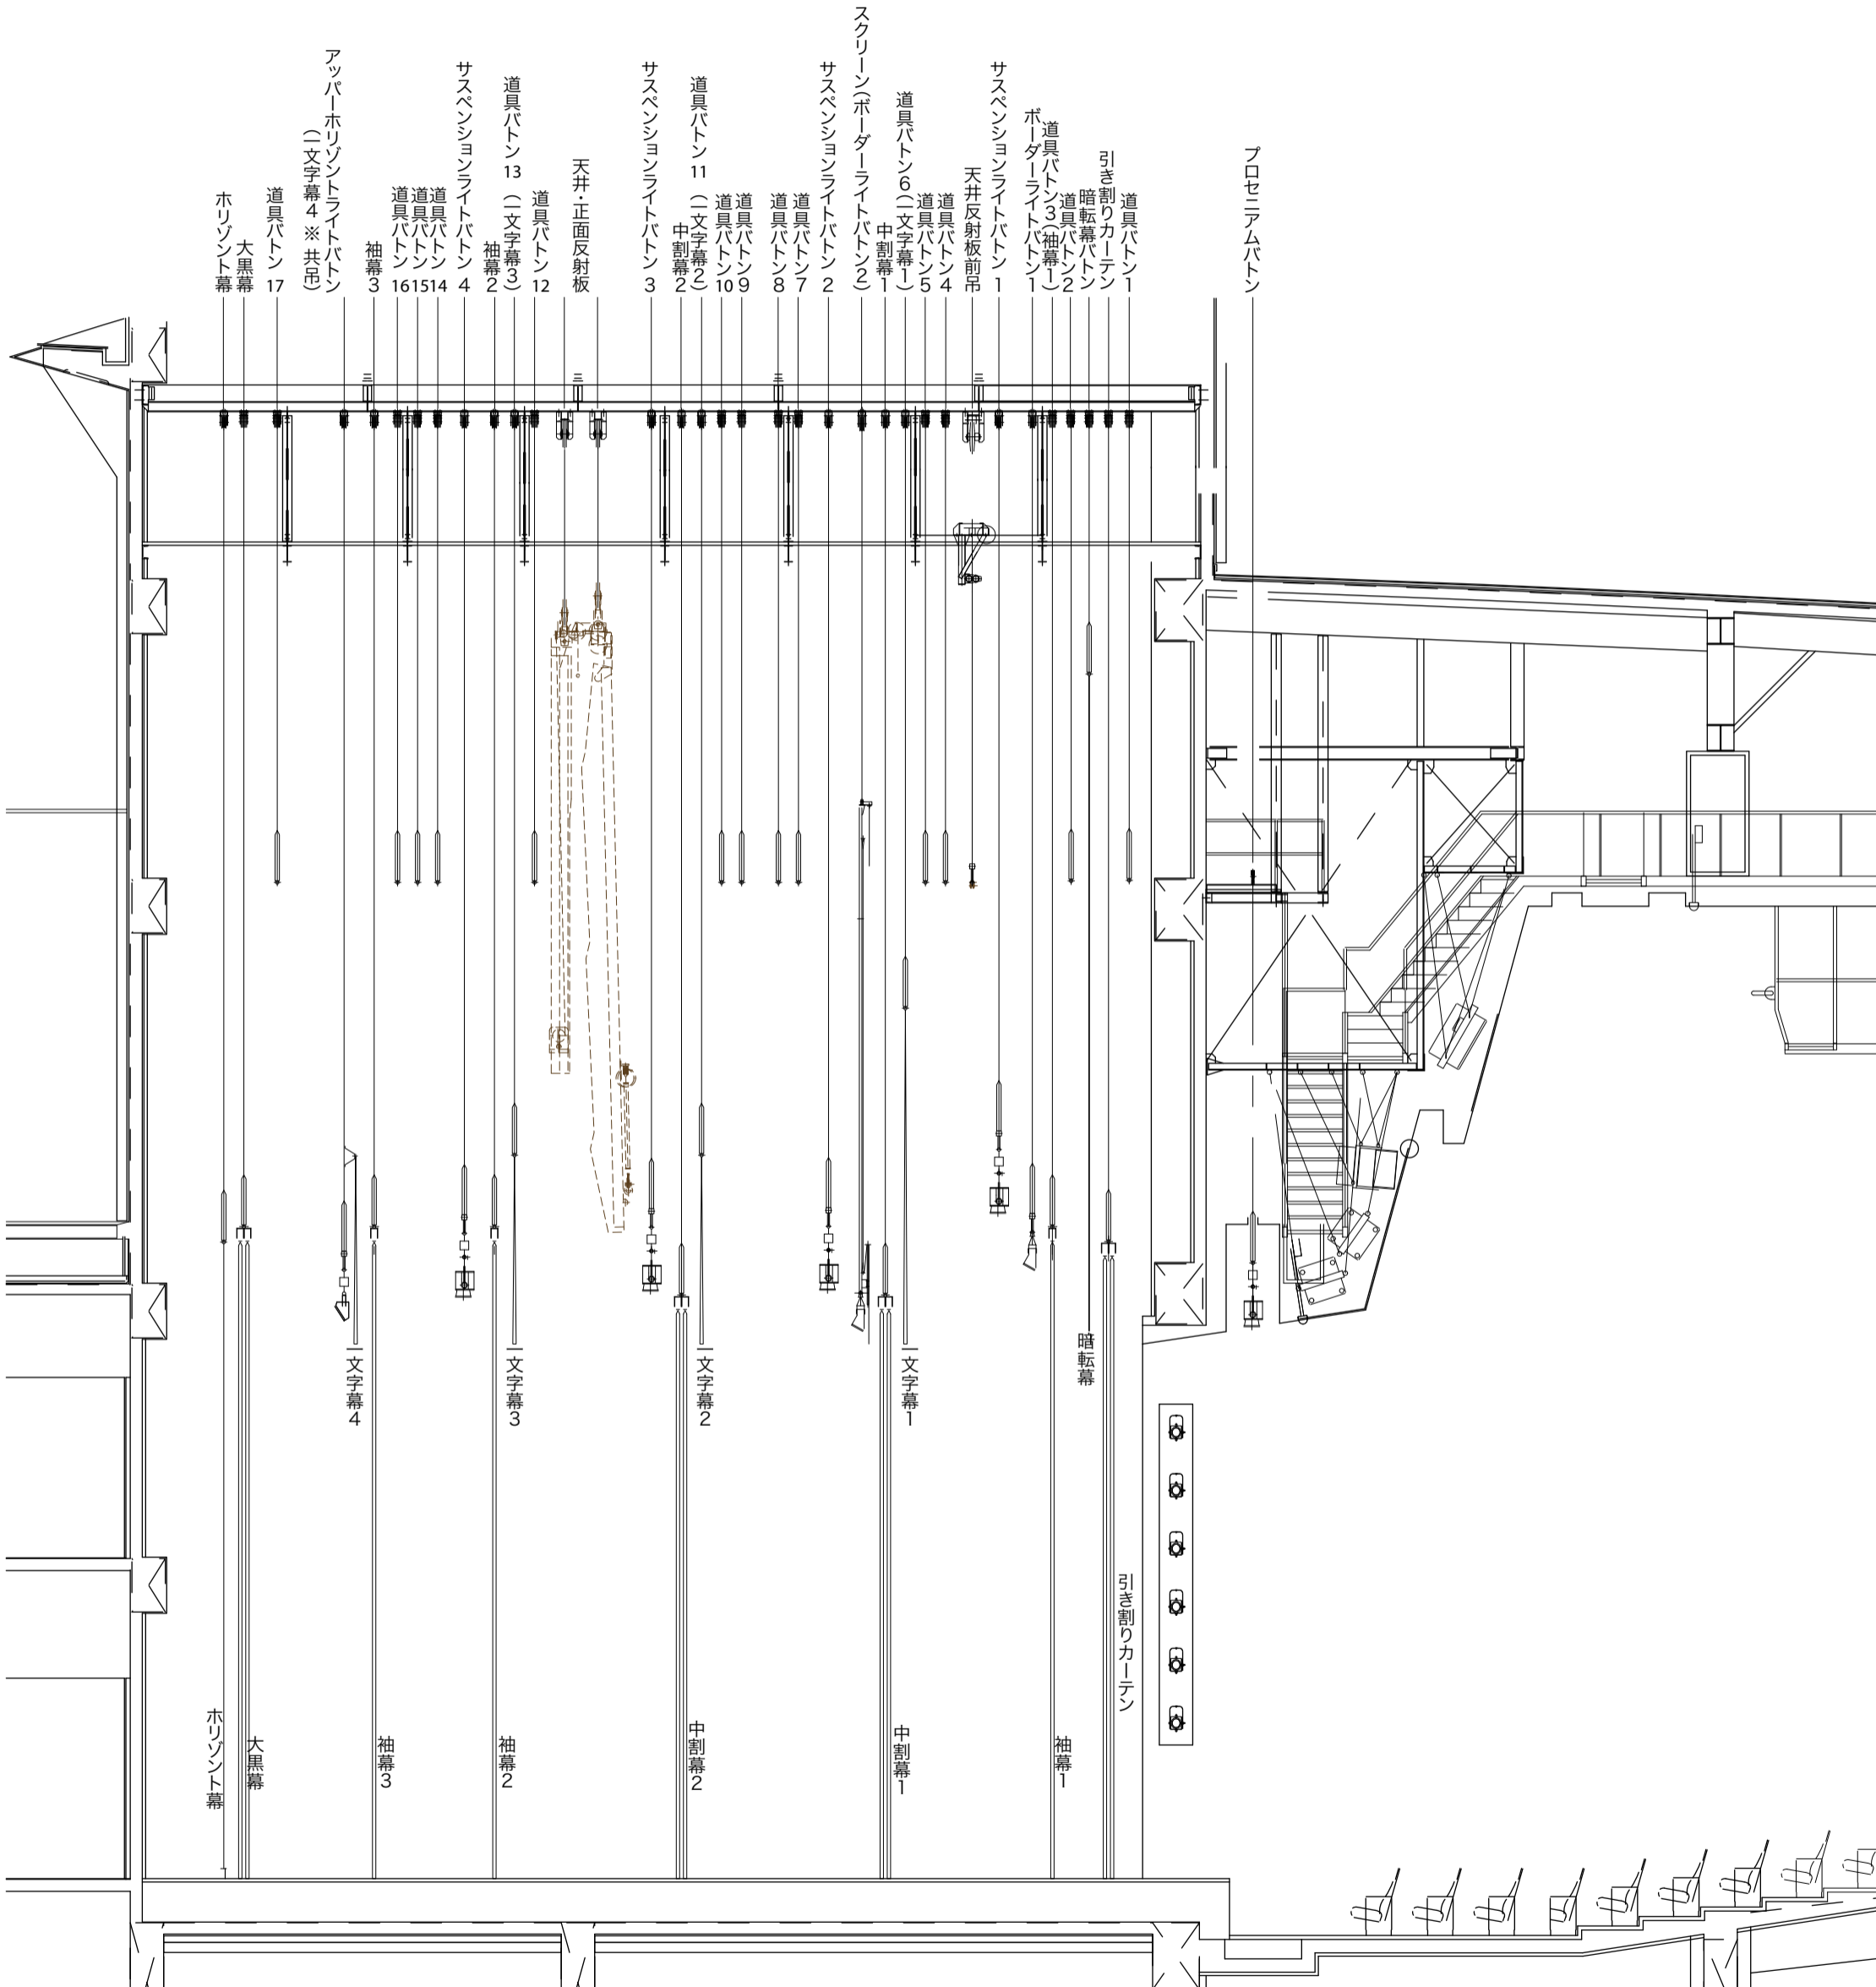 ホリゾント幕
大黒幕
道具バトン 17
アッパーホリゾントライトバトン
(一文字幕4 ※ 共吊)
袖幕3
道具バトン 16
道具バトン15
道具バトン14
サスペンションライトバトン 4
袖幕2
道具バトン 13 (一文字幕3)
道具バトン 12
天井・正面反射板
サスペンションライトバトン 3
中割幕2
道具バトン 11 (一文字幕2)
道具バトン10
道具バトン9
道具バトン8
道具バトン7
サスペンションライトバトン 2
スクリーン(ボーダーライトバトン2)
中割幕1
道具バトン6(一文字幕1)
道具バトン5
道具バトン4
天井反射板前吊
サスペンションライトバトン 1
ボーダーライトバトン1
道具バトン3(袖幕1)
道具バトン2
暗転幕バトン
引き割りカーテン
道具バトン1
プロセニアムバトン
一文字幕4
一文字幕3
一文字幕2
一文字幕1
暗転幕
引き割りカーテン
ホリゾント幕
大黒幕
袖幕3
袖幕2
中割幕2
中割幕1
袖幕1